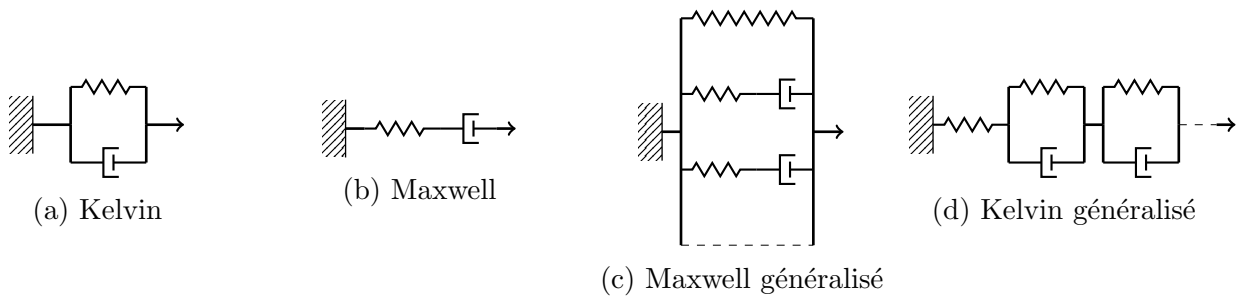 (a) Kelvin
(b) Maxwell
(c) Maxwell généralisé
(d) Kelvin généralisé